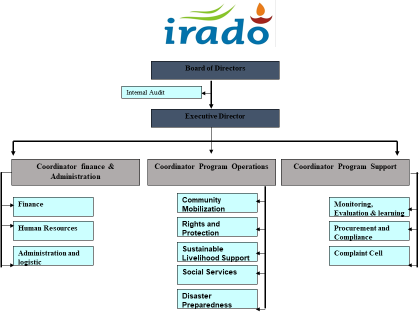 irado
Board of Directors
Internal Audit
Executive Director
Coordinator finance &
Administration
Coordinator Program Operations
Coordinator Program Support
Finance
Human Resources
Administration and
logistic
Community
Mobilization
Rights and
Protection
Sustainable
Livelihood Support
Social Services
Disaster
Preparedness
Monitoring,
Evaluation & learning
Procurement and
Compliance
Complaint Cell